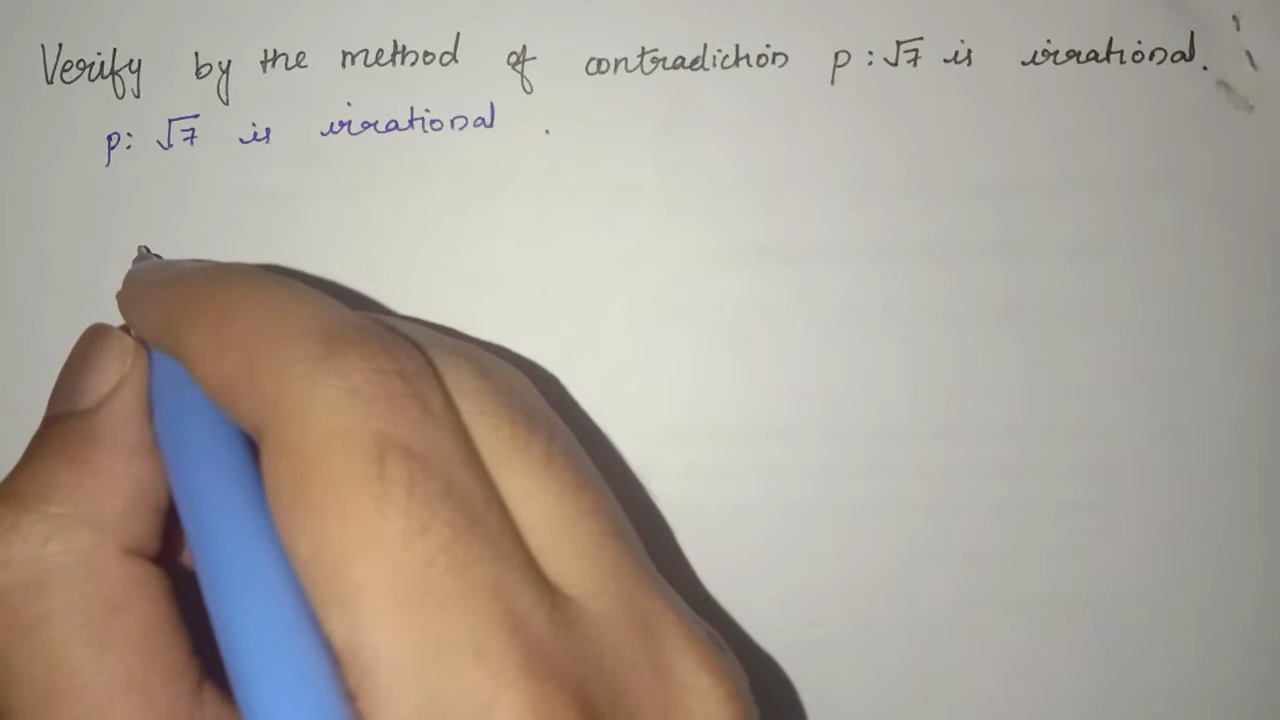 Verify by the method of contradiction p : √7 is irrational.
p: √7 is irrational .